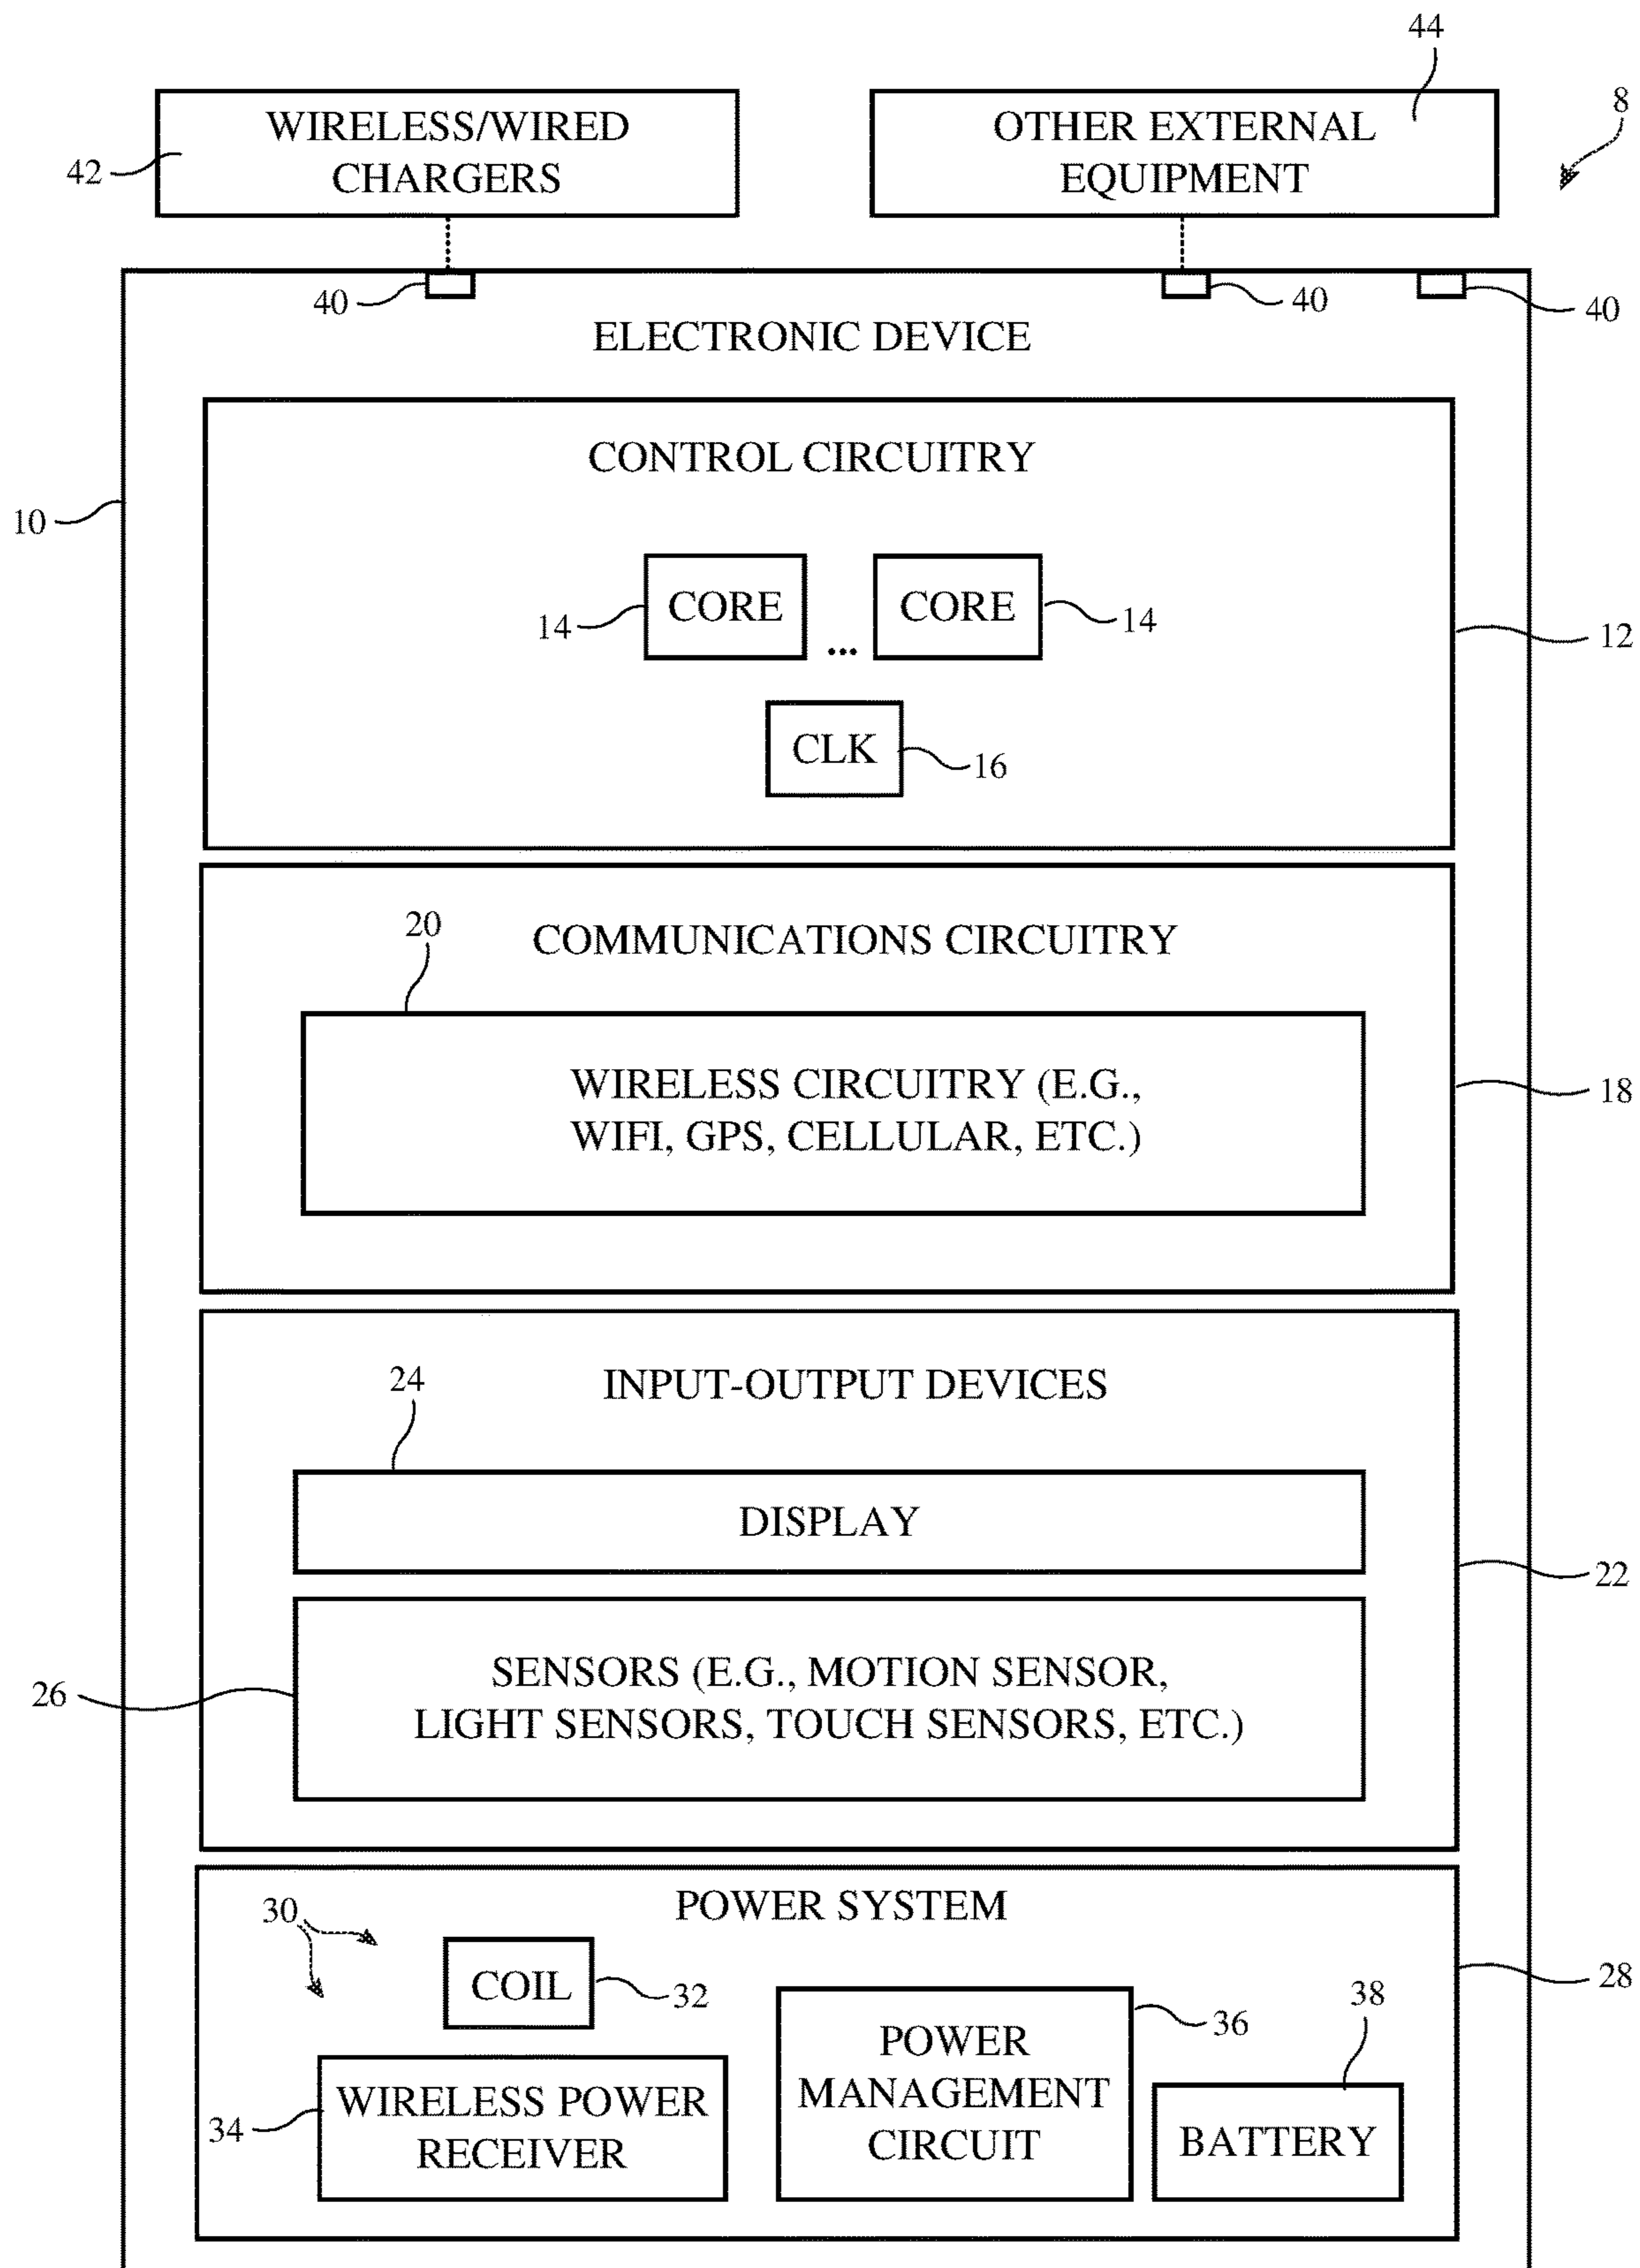 44
8
WIRELESS/WIRED
CHARGERS
42
OTHER EXTERNAL
EQUIPMENT
40
40
40
ELECTRONIC DEVICE
10
CONTROL CIRCUITRY
14
CORE
...
CORE
14
12
CLK
16
20
COMMUNICATIONS CIRCUITRY
WIRELESS CIRCUITRY (E.G.,
WIFI, GPS, CELLULAR, ETC.)
18
24
INPUT-OUTPUT DEVICES
DISPLAY
22
26
SENSORS (E.G., MOTION SENSOR,
LIGHT SENSORS, TOUCH SENSORS, ETC.)
POWER SYSTEM
30
COIL
32
28
34
WIRELESS POWER
RECEIVER
POWER
MANAGEMENT
CIRCUIT
36
38
BATTERY